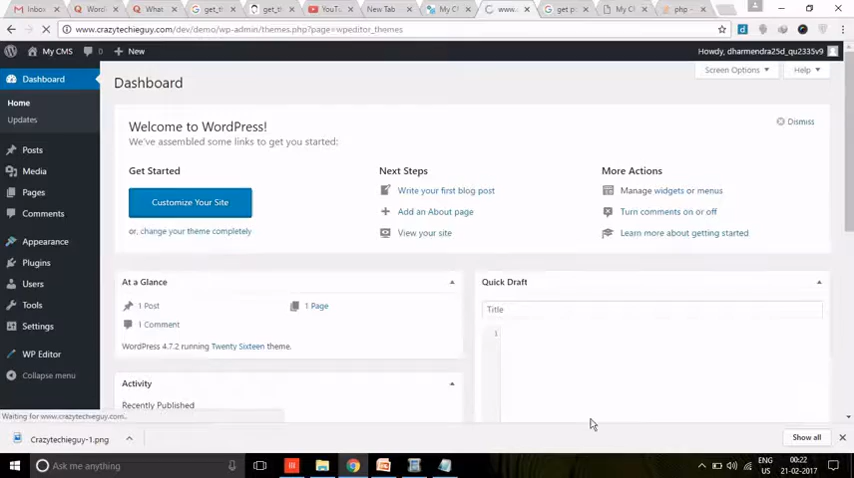 Inbox
Word
What
get_th
get_th
YouT
New Tab
My C
www.
get p
My C
php -
www.crazytechieguy.com/dev/demo/wp-admin/themes.php?page=wpeditor_themes
My CMS 0 + New Howdy, dharmendra25d_qu2335v9
Dashboard
Home
Updates
Posts
Media
Pages
Comments
Appearance
Plugins
Users
Tools
Settings
WP Editor
Collapse menu
Screen Options Help
Dashboard
Welcome to WordPress!
Dismiss
We've assembled some links to get you started:
Get Started
Customize Your Site
or, change your theme completely
Next Steps
Write your first blog post
Add an About page
View your site
More Actions
Manage widgets or menus
Turn comments on or off
Learn more about getting started
At a Glance
1 Post 1 Page
1 Comment
WordPress 4.7.2 running Twenty Sixteen theme.
Activity
Recently Published
Quick Draft
Title
1
Waiting for www.crazytechieguy.com...
Crazytechieguy-1.png
Show all
Ask me anything
ENG
US
00:22
21-02-2017